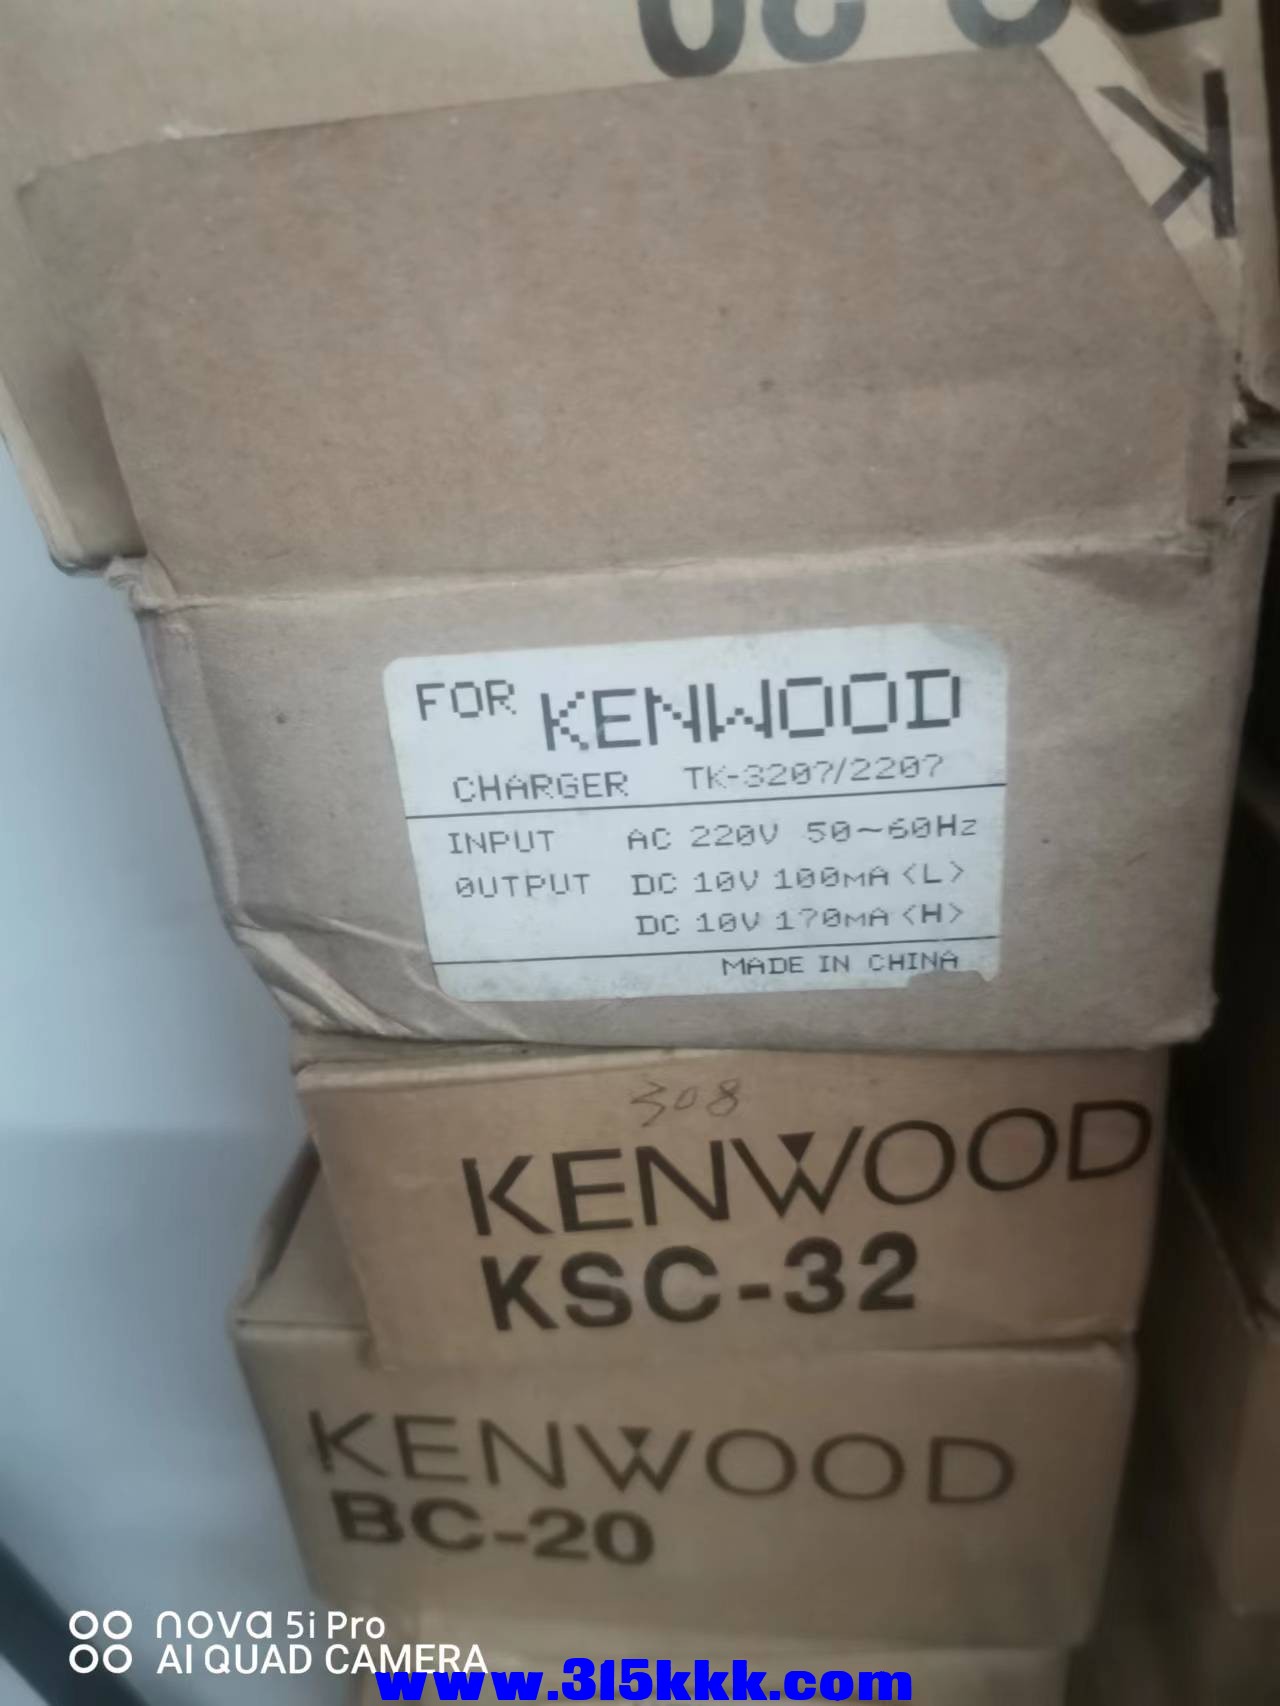 FOR KENWOOD
CHARGER TK-3207/2207
INPUT AC 220V 50~60Hz
OUTPUT DC 10V 100mA <L>
DC 10V 170mA <H>
MADE IN CHINA
308
KENWOOD
KSC-32
KENWOOD
BC-20
nova 5i Pro
AI QUAD CAMERA
www.315kkk.com